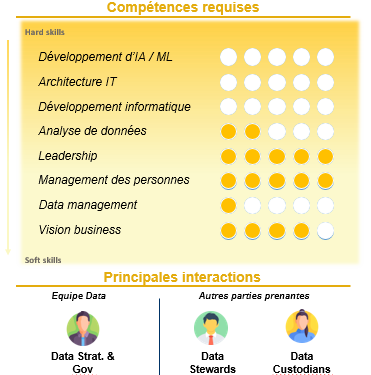 Compétences requises
Hard skills
Développement d'IA / ML
Architecture IT
Développement informatique
Analyse de données
Leadership
Management des personnes
Data management
Vision business
Soft skills
Principales interactions
Equipe Data
Autres parties prenantes
Data Strat. &
Gov
Data
Stewards
Data
Custodians